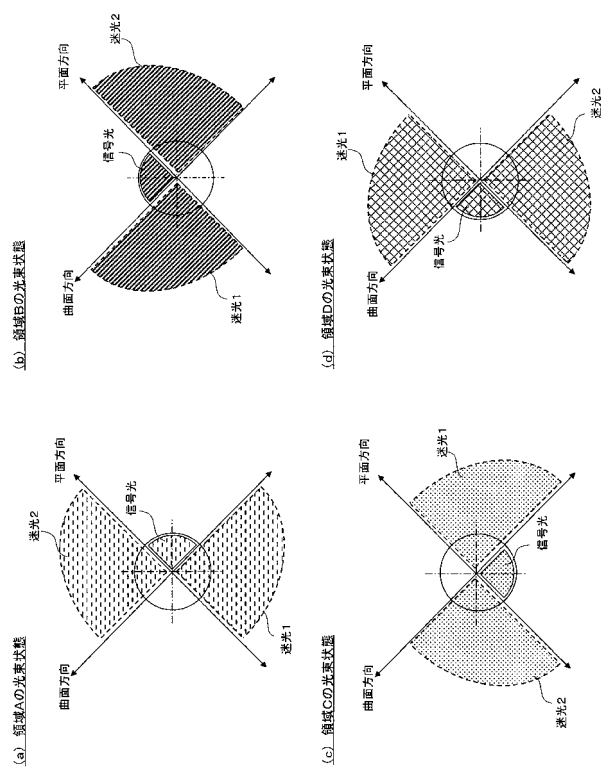 (a) 領域Aの光束状態
曲面方向
平面方向
迷光2
信号光
迷光1
(b) 領域Bの光束状態
曲面方向
平面方向
迷光2
信号光
迷光1
(c) 領域Cの光束状態
曲面方向
平面方向
迷光1
信号光
迷光2
(d) 領域Dの光束状態
曲面方向
平面方向
迷光1
信号光
迷光2